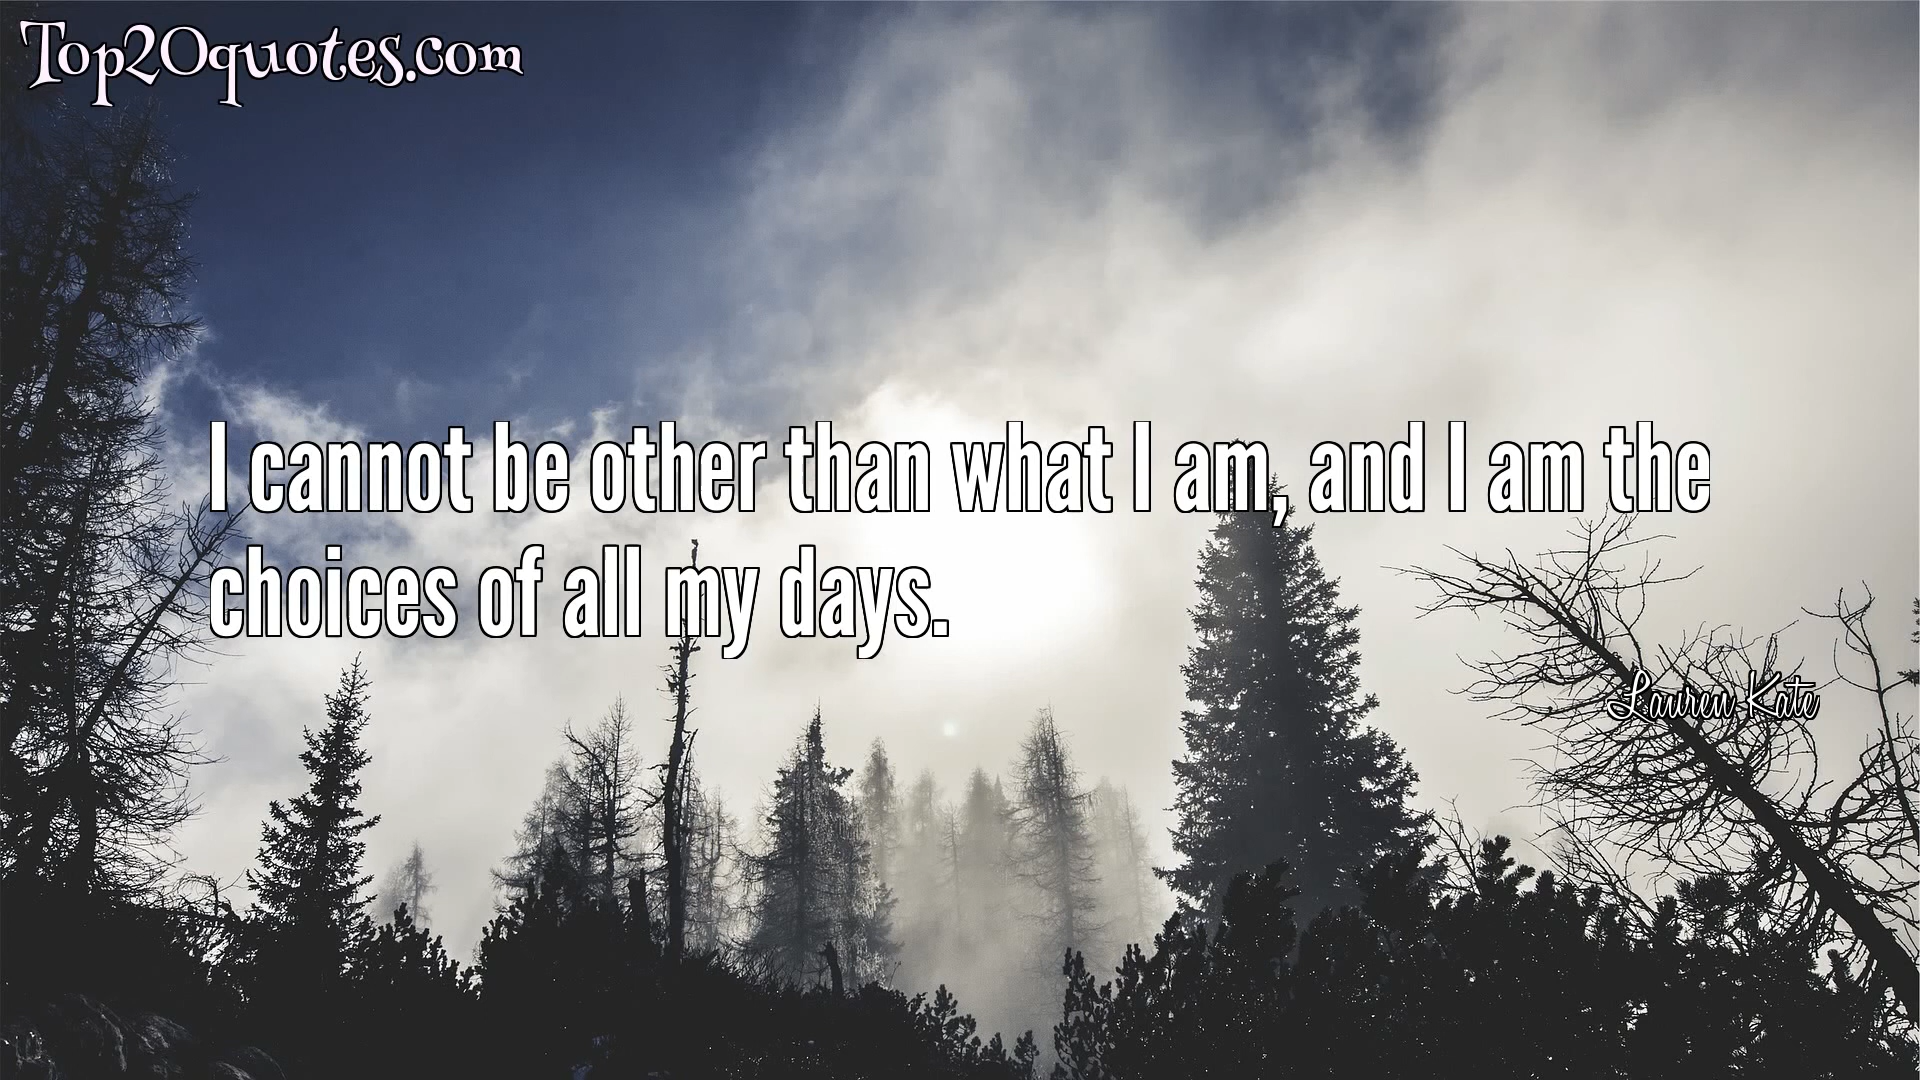 Top20quotes.com
I cannot be other than what I am, and I am the
choices of all my days.
Lauren Kate